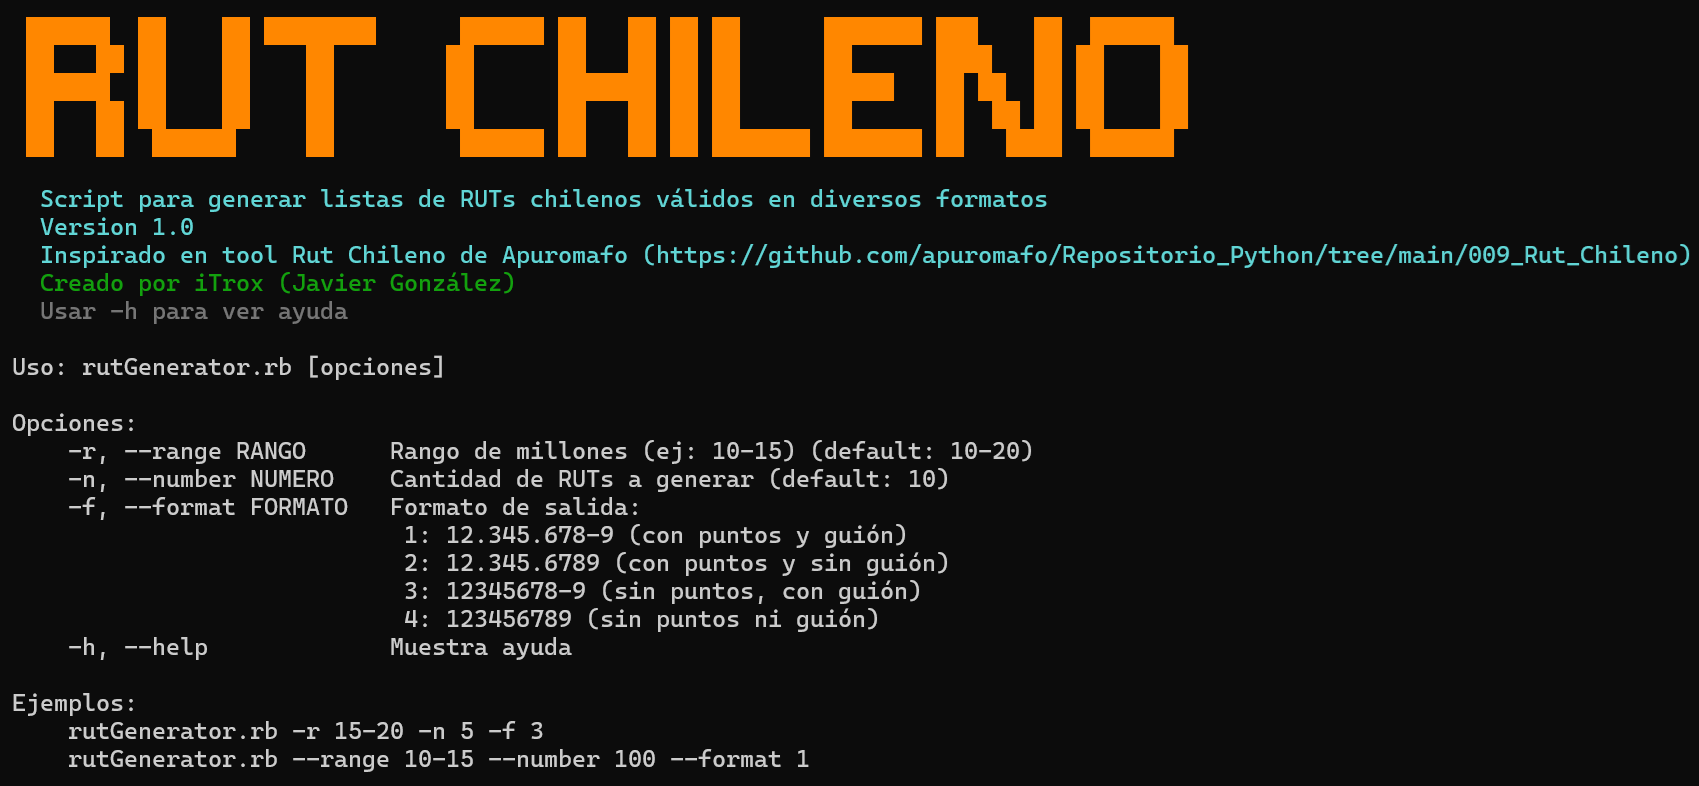 RUT CHILENO
Script para generar listas de RUTs chilenos válidos en diversos formatos
Version 1.0
Inspirado en tool Rut Chileno de Apuromafo (https://github.com/apuromafo/Repositorio_Python/tree/main/009_Rut_Chileno)
Creado por iTrox (Javier González)
Usar -h para ver ayuda
Uso: rutGenerator.rb [opciones]
Opciones:
-r, --range RANGO Rango de millones (ej: 10-15) (default: 10-20)
-n, --number NUMERO Cantidad de RUTs a generar (default: 10)
-f, --format FORMATO Formato de salida:
1: 12.345.678-9 (con puntos y guión)
2: 12.345.6789 (con puntos y sin guión)
3: 12345678-9 (sin puntos, con guión)
4: 123456789 (sin puntos ni guión)
-h, --help Muestra ayuda
Ejemplos:
rutGenerator.rb -r 15-20 -n 5 -f 3
rutGenerator.rb --range 10-15 --number 100 --format 1